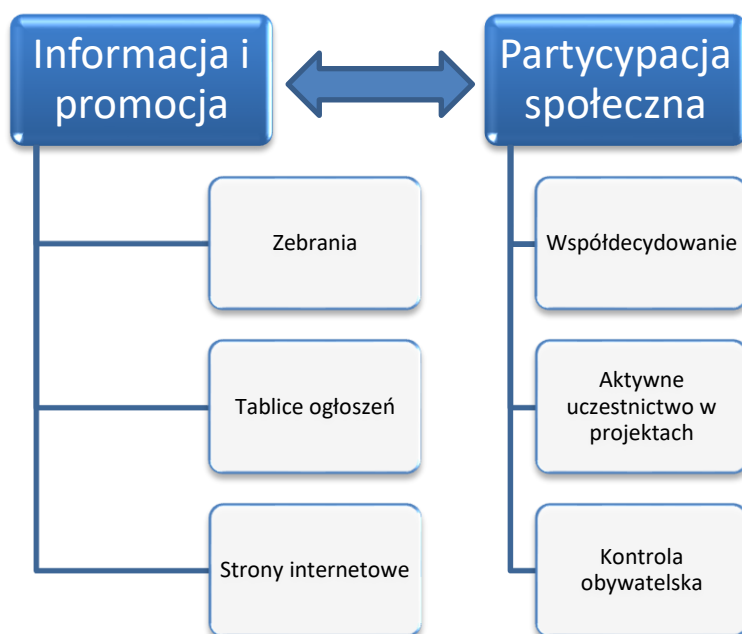 Informacja i
promocja
Zebrania
Tablice ogłoszeń
Strony internetowe
Partycypacja
społeczna
Współdecydowanie
Aktywne
uczestnictwo w
projektach
Kontrola
obywatelska